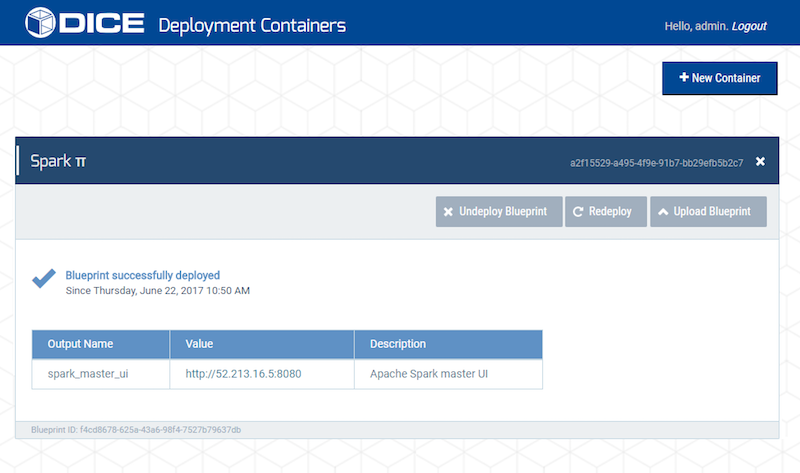 DICE Deployment Containers
Hello, admin. Logout
+ New Container
Spark π
a2f15529-a495-4f9e-91b7-bb29efb5b2c7 ×
Undeploy Blueprint
Redeploy
Upload Blueprint
Blueprint successfully deployed
Since Thursday, June 22, 2017 10:50 AM
Output Name Value Description
spark_master_ui http://52.213.16.5:8080 Apache Spark master UI
Blueprint ID: f4cd8678-625a-43a6-98f4-7527b79637db